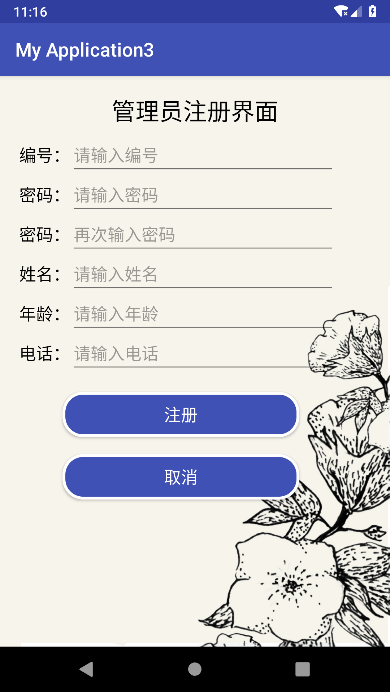 11:16
My Application3
管理员注册界面
编号： 请输入编号
密码： 请输入密码
密码： 再次输入密码
姓名： 请输入姓名
年龄： 请输入年龄
电话： 请输入电话
注册
取消